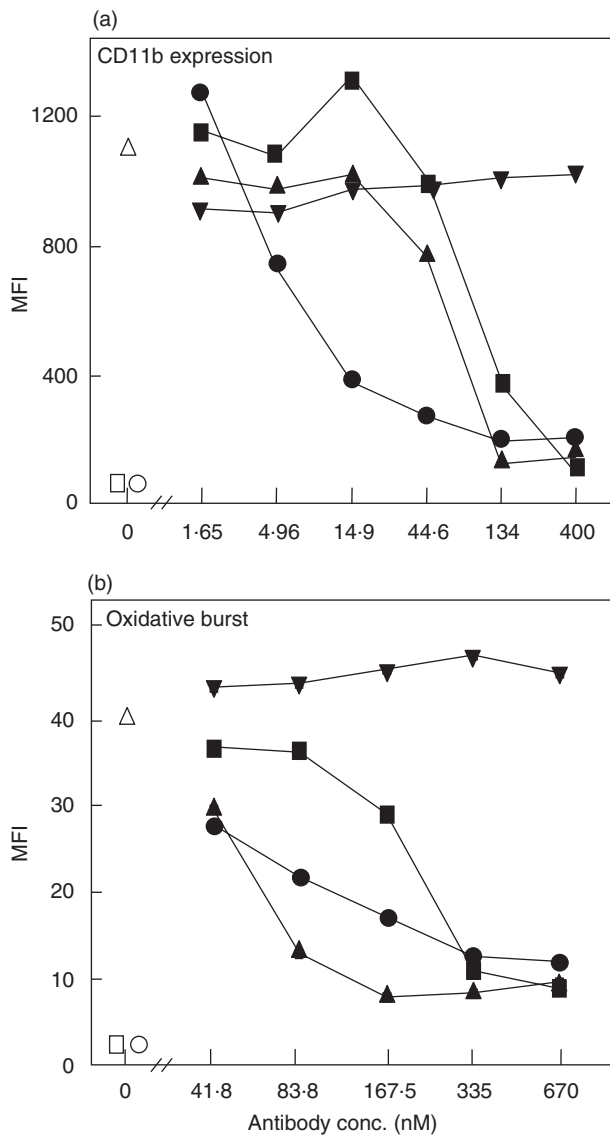 (a)
CD11b expression
1200
800
400
0
MFI
0 1·65 4·96 14·9 44·6 134 400
(b)
Oxidative burst
50
40
30
20
10
0
MFI
0 41·8 83·8 167·5 335 670
Antibody conc. (nM)